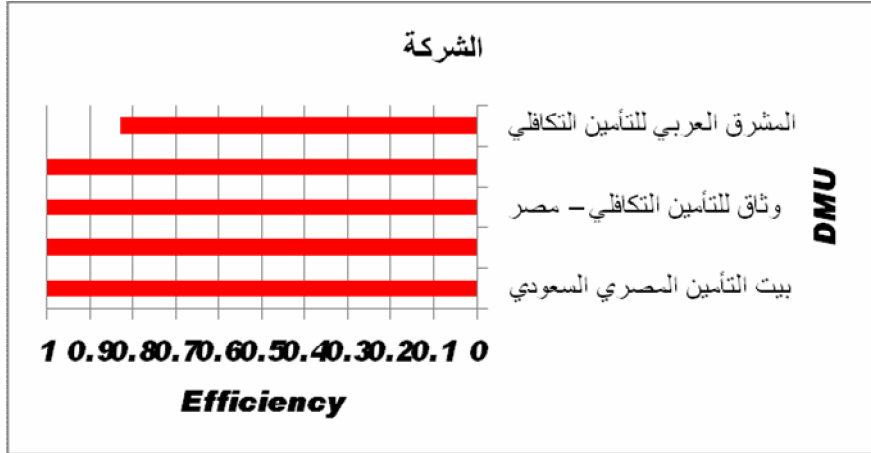 الشركة
المشرق العربي للتأمين التكافلي
وثاق للتأمين التكافلي – مصر
بيت التأمين المصري السعودي
DMU
1 0.9 0.8 0.7 0.6 0.5 0.4 0.3 0.2 0.1 0
Efficiency